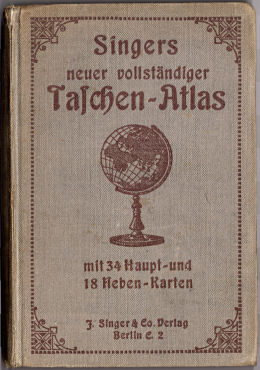 Singers
neuer vollständiger
Taſchen-Atlas
mit 34 Haupt-und
18 Neben-Karten
J. Singer & Co. Verlag
Berlin C. 2